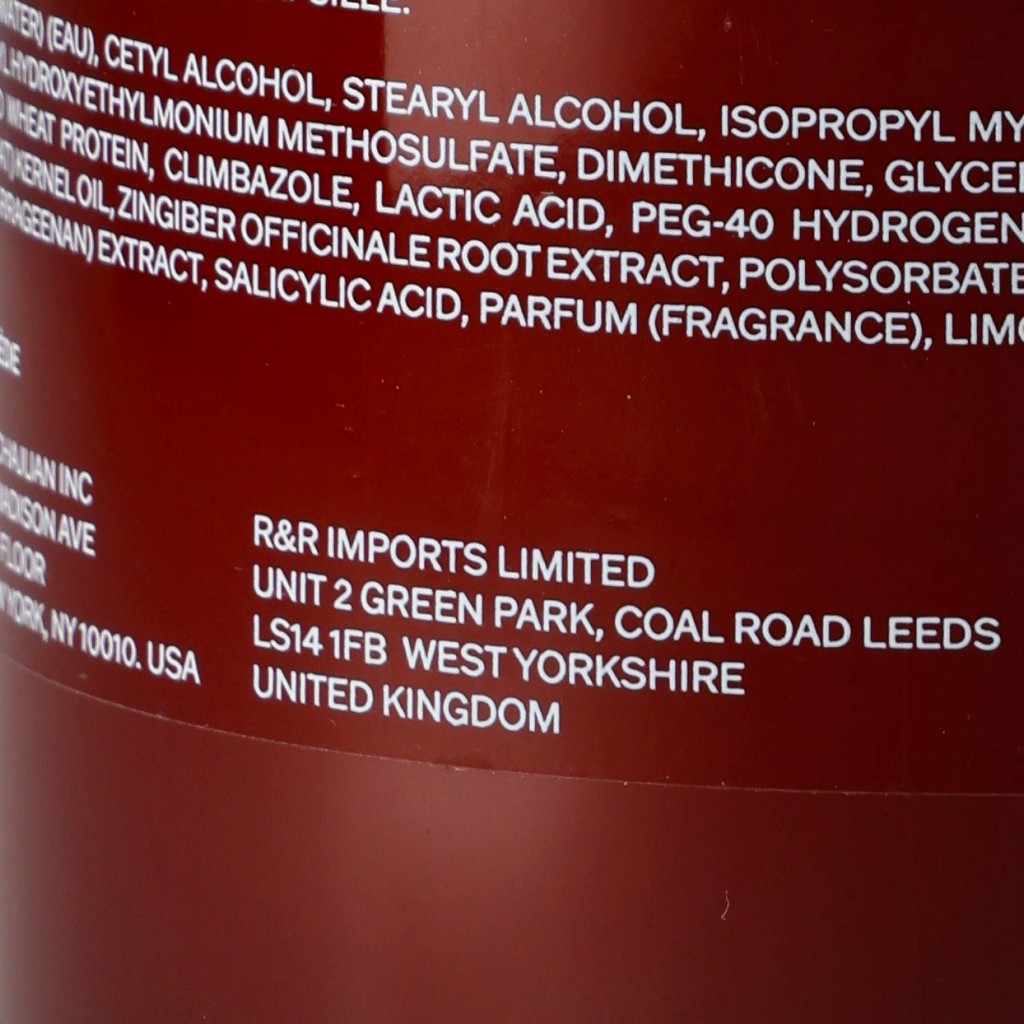 (EAU), CETYL ALCOHOL, STEARYL ALCOHOL, ISOPROPYL
METHOSULFATE, DIMETHICONE,
WHEAT PROTEIN, CLIMBAZOLE, LACTIC ACID, PEG-40 HYDROGEN
KERNEL OIL, ZINGIBER OFFICINALE ROOT EXTRACT, POLYSORBATE
EXTRACT, SALICYLIC ACID, PARFUM (FRAGRANCE),
INC
AVE
FLOOR
NY 10010. USA
R&R IMPORTS LIMITED
UNIT 2 GREEN PARK, COAL ROAD LEEDS
LS14 1FB WEST YORKSHIRE
UNITED KINGDOM